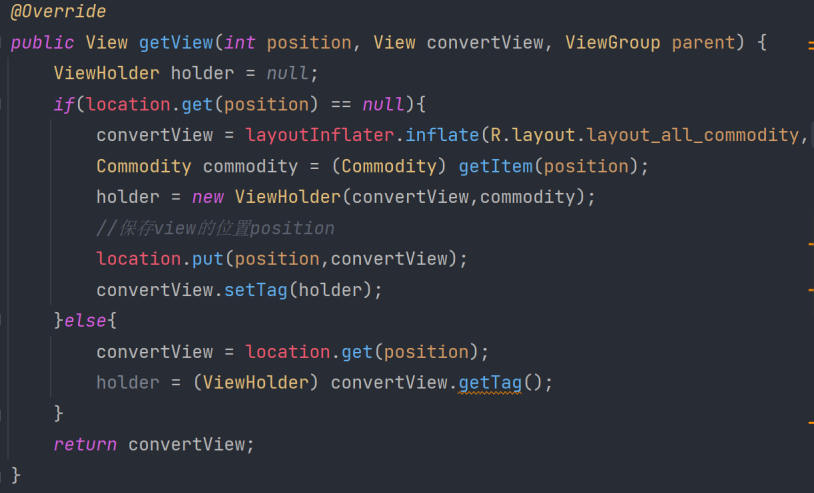 @Override
public View getView(int position, View convertView, ViewGroup parent) {
ViewHolder holder = null;
if(location.get(position) == null){
convertView = layoutInflater.inflate(R.layout.layout_all_commodity,
Commodity commodity = (Commodity) getItem(position);
holder = new ViewHolder(convertView,commodity);
//保存view的位置position
location.put(position,convertView);
convertView.setTag(holder);
}else{
convertView = location.get(position);
holder = (ViewHolder) convertView.getTag();
}
return convertView;
}